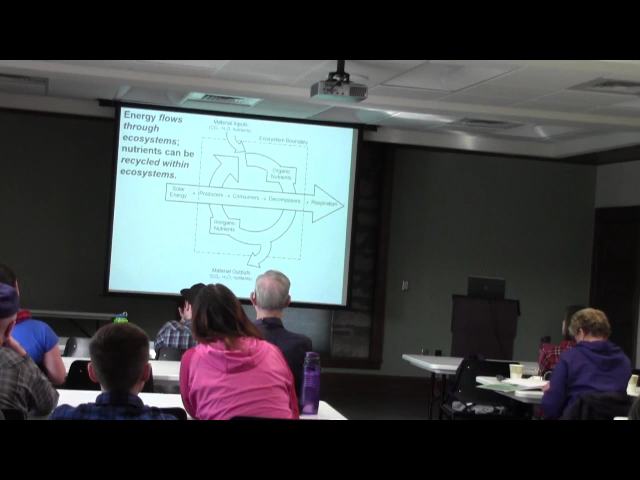 Energy flows
through
ecosystems;
nutrients can be
recycled within
ecosystems.
Material Inputs
Ecosystem Boundary
Organic
Nutrients
Solar
Energy
Producers
Consumers
Decomposers
Respiration
Inorganic
Nutrients
Material Outputs